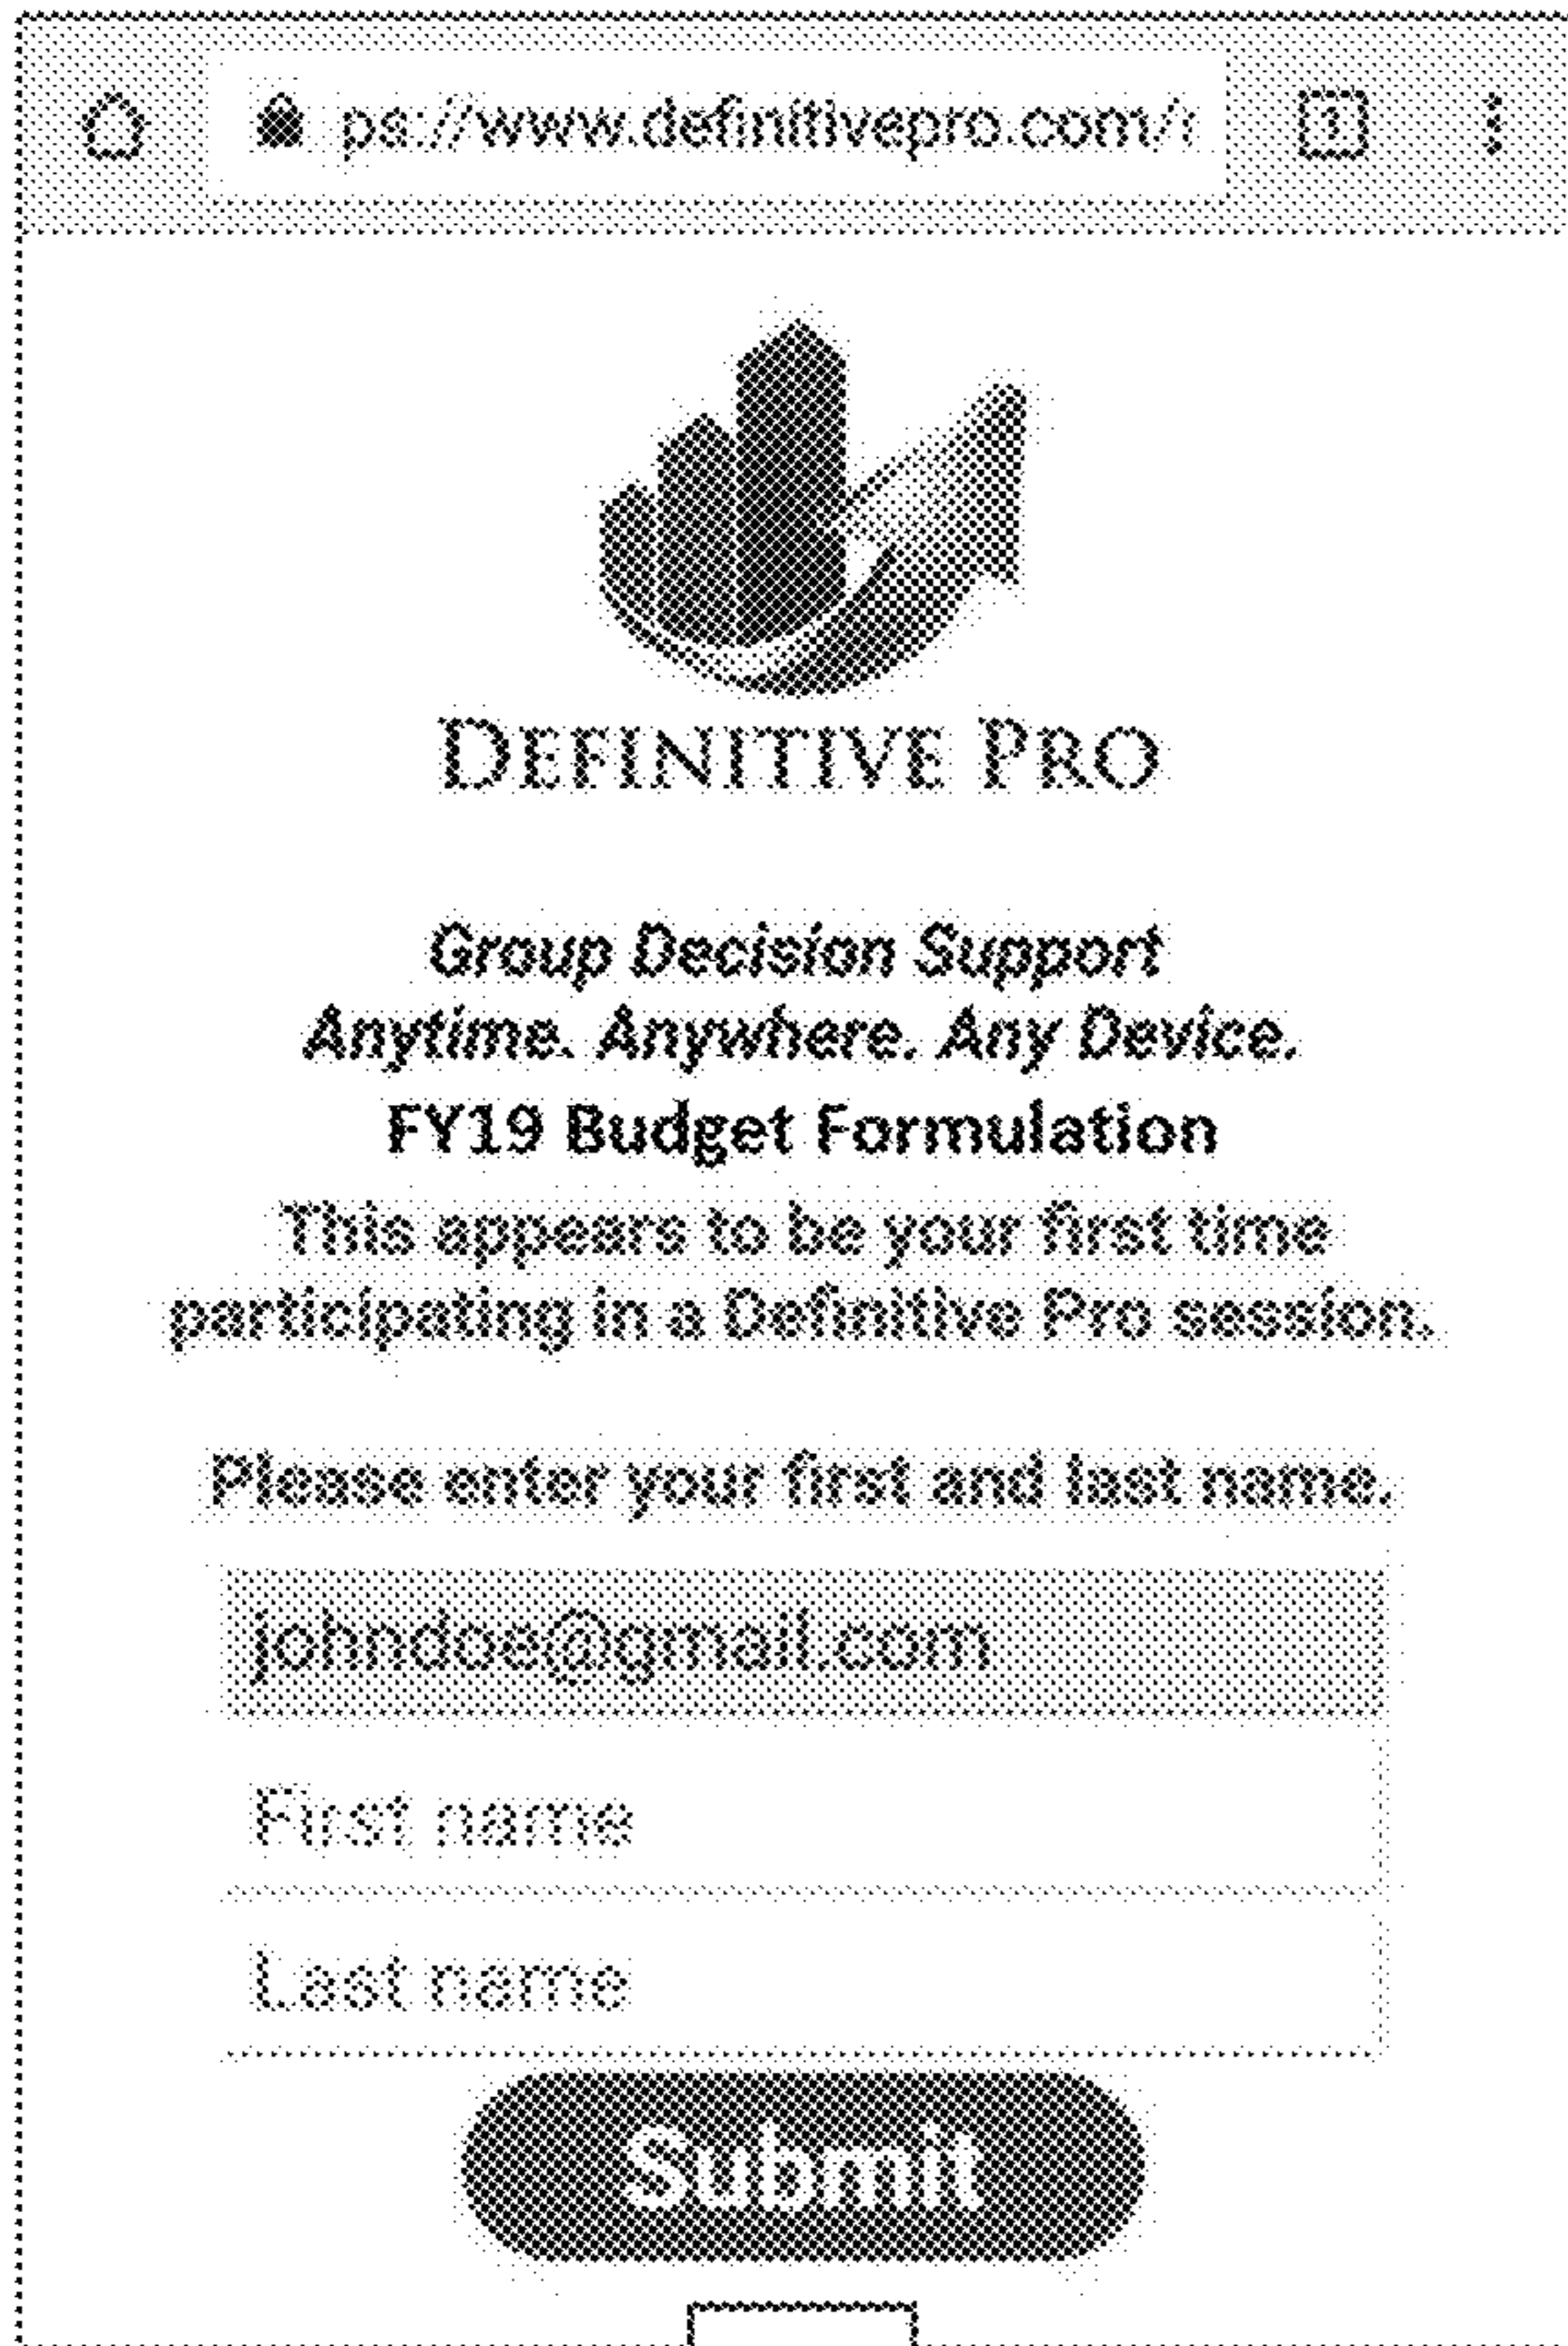 ps://www.definitivepro.com/
1
DEFINITIVE PRO
Group Decision Support
Anytime. Anywhere. Any Device.
FY19 Budget Formulation
This appears to be your first time
participating in a Definitive Pro session.
Please enter your first and last name.
johndoe@gmail.com
First name
Last name
Submit